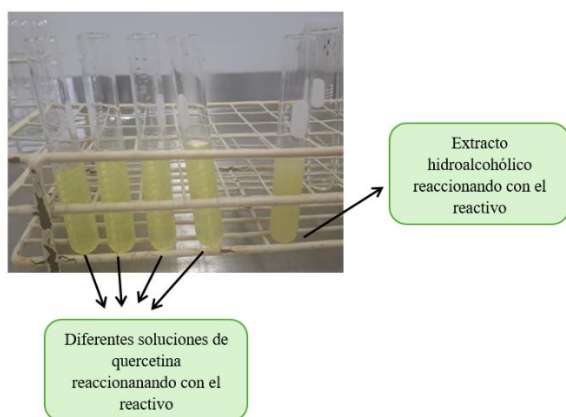 Extracto
hidroalcohólico
reaccionando con el
reactivo
Diferentes soluciones de
quercetina
reaccionanando con el
reactivo